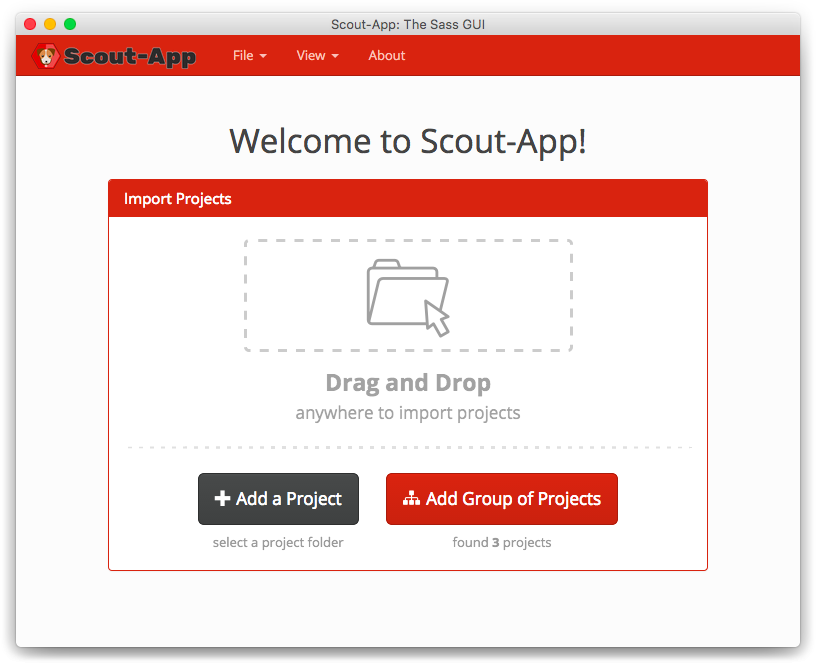 Scout-App: The Sass GUI
Scout-App File View About
Welcome to Scout-App!
Import Projects
Drag and Drop
anywhere to import projects
Add a Project Add Group of Projects
select a project folder found 3 projects